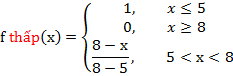 f thấp(x) = { 1, x ≤ 5
0, x ≥ 8
8 − x / 8 − 5, 5 < x < 8